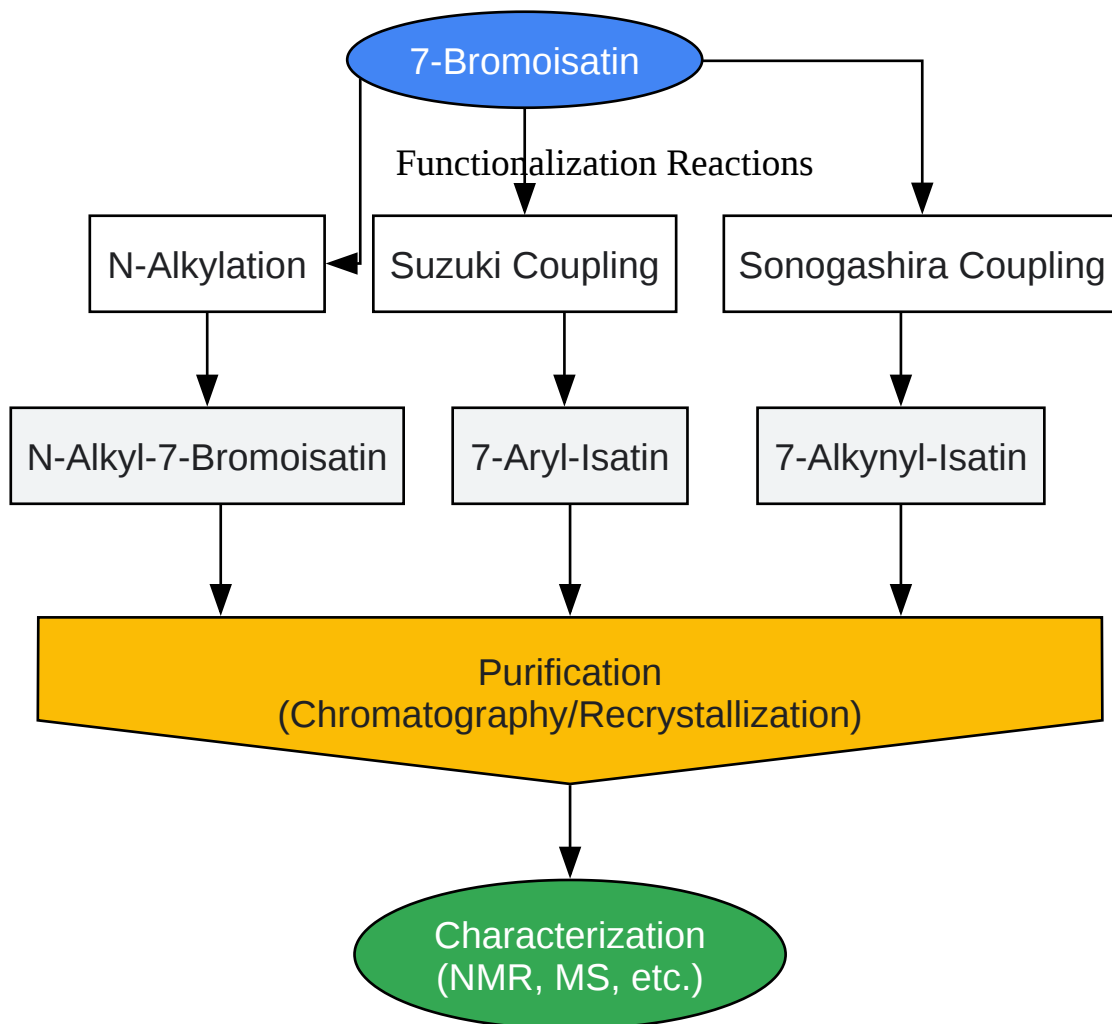 7-Bromoisatin
Functionalization Reactions
N-Alkylation
Suzuki Coupling
Sonogashira Coupling
N-Alkyl-7-Bromoisatin
7-Aryl-Isatin
7-Alkynyl-Isatin
Purification
(Chromatography/Recrystallization)
Characterization
(NMR, MS, etc.)